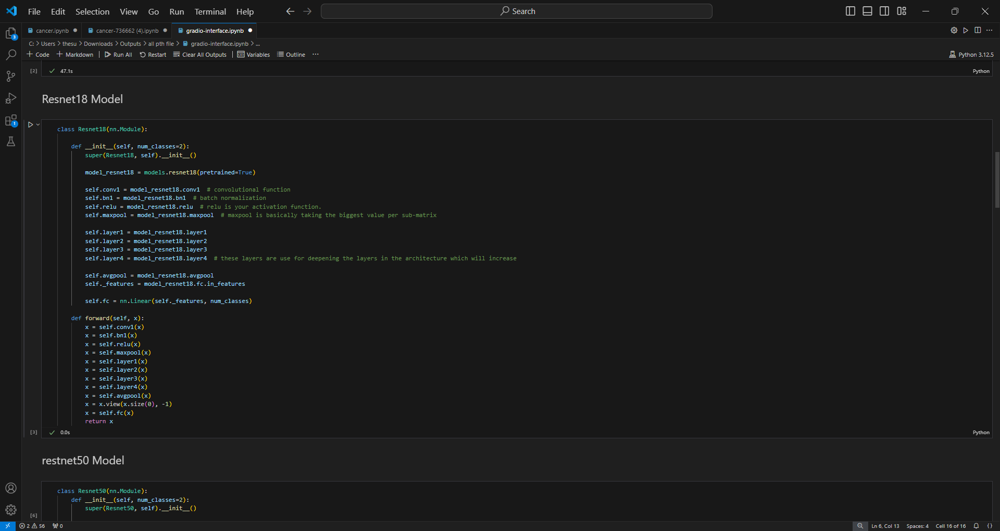 File Edit Selection View Go Run Terminal Help
Search
cancer.ipynb
cancer-736662 (4).ipynb
gradio-interface.ipynb
C: > Users > thesu > Downloads > Outputs > all pth file > gradio-interface.ipynb > ...
+ Code + Markdown | Run All Restart Clear All Outputs | Variables Outline ...
Python 3.12.5
[2] 47.1s
Python
Resnet18 Model
class Resnet18(nn.Module):
def __init__(self, num_classes=2):
super(Resnet18, self).__init__()
model_resnet18 = models.resnet18(pretrained=True)
self.conv1 = model_resnet18.conv1 # convolutional function
self.bn1 = model_resnet18.bn1 # batch normalization
self.relu = model_resnet18.relu # relu is your activation function.
self.maxpool = model_resnet18.maxpool # maxpool is basically taking the biggest value per sub-matrix
self.layer1 = model_resnet18.layer1
self.layer2 = model_resnet18.layer2
self.layer3 = model_resnet18.layer3
self.layer4 = model_resnet18.layer4 # these layers are use for deepening the layers in the architecture which will increase
self.avgpool = model_resnet18.avgpool
self._features = model_resnet18.fc.in_features
self.fc = nn.Linear(self._features, num_classes)
def forward(self, x):
x = self.conv1(x)
x = self.bn1(x)
x = self.relu(x)
x = self.maxpool(x)
x = self.layer1(x)
x = self.layer2(x)
x = self.layer3(x)
x = self.layer4(x)
x = self.avgpool(x)
x = x.view(x.size(0), -1)
x = self.fc(x)
return x
[3] 0.0s
Python
restnet50 Model
class Resnet50(nn.Module):
def __init__(self, num_classes=2):
super(Resnet50, self).__init__()
[6]
3
1
2 56 0
Ln 6, Col 13 Spaces: 4 Cell 16 of 16 {}